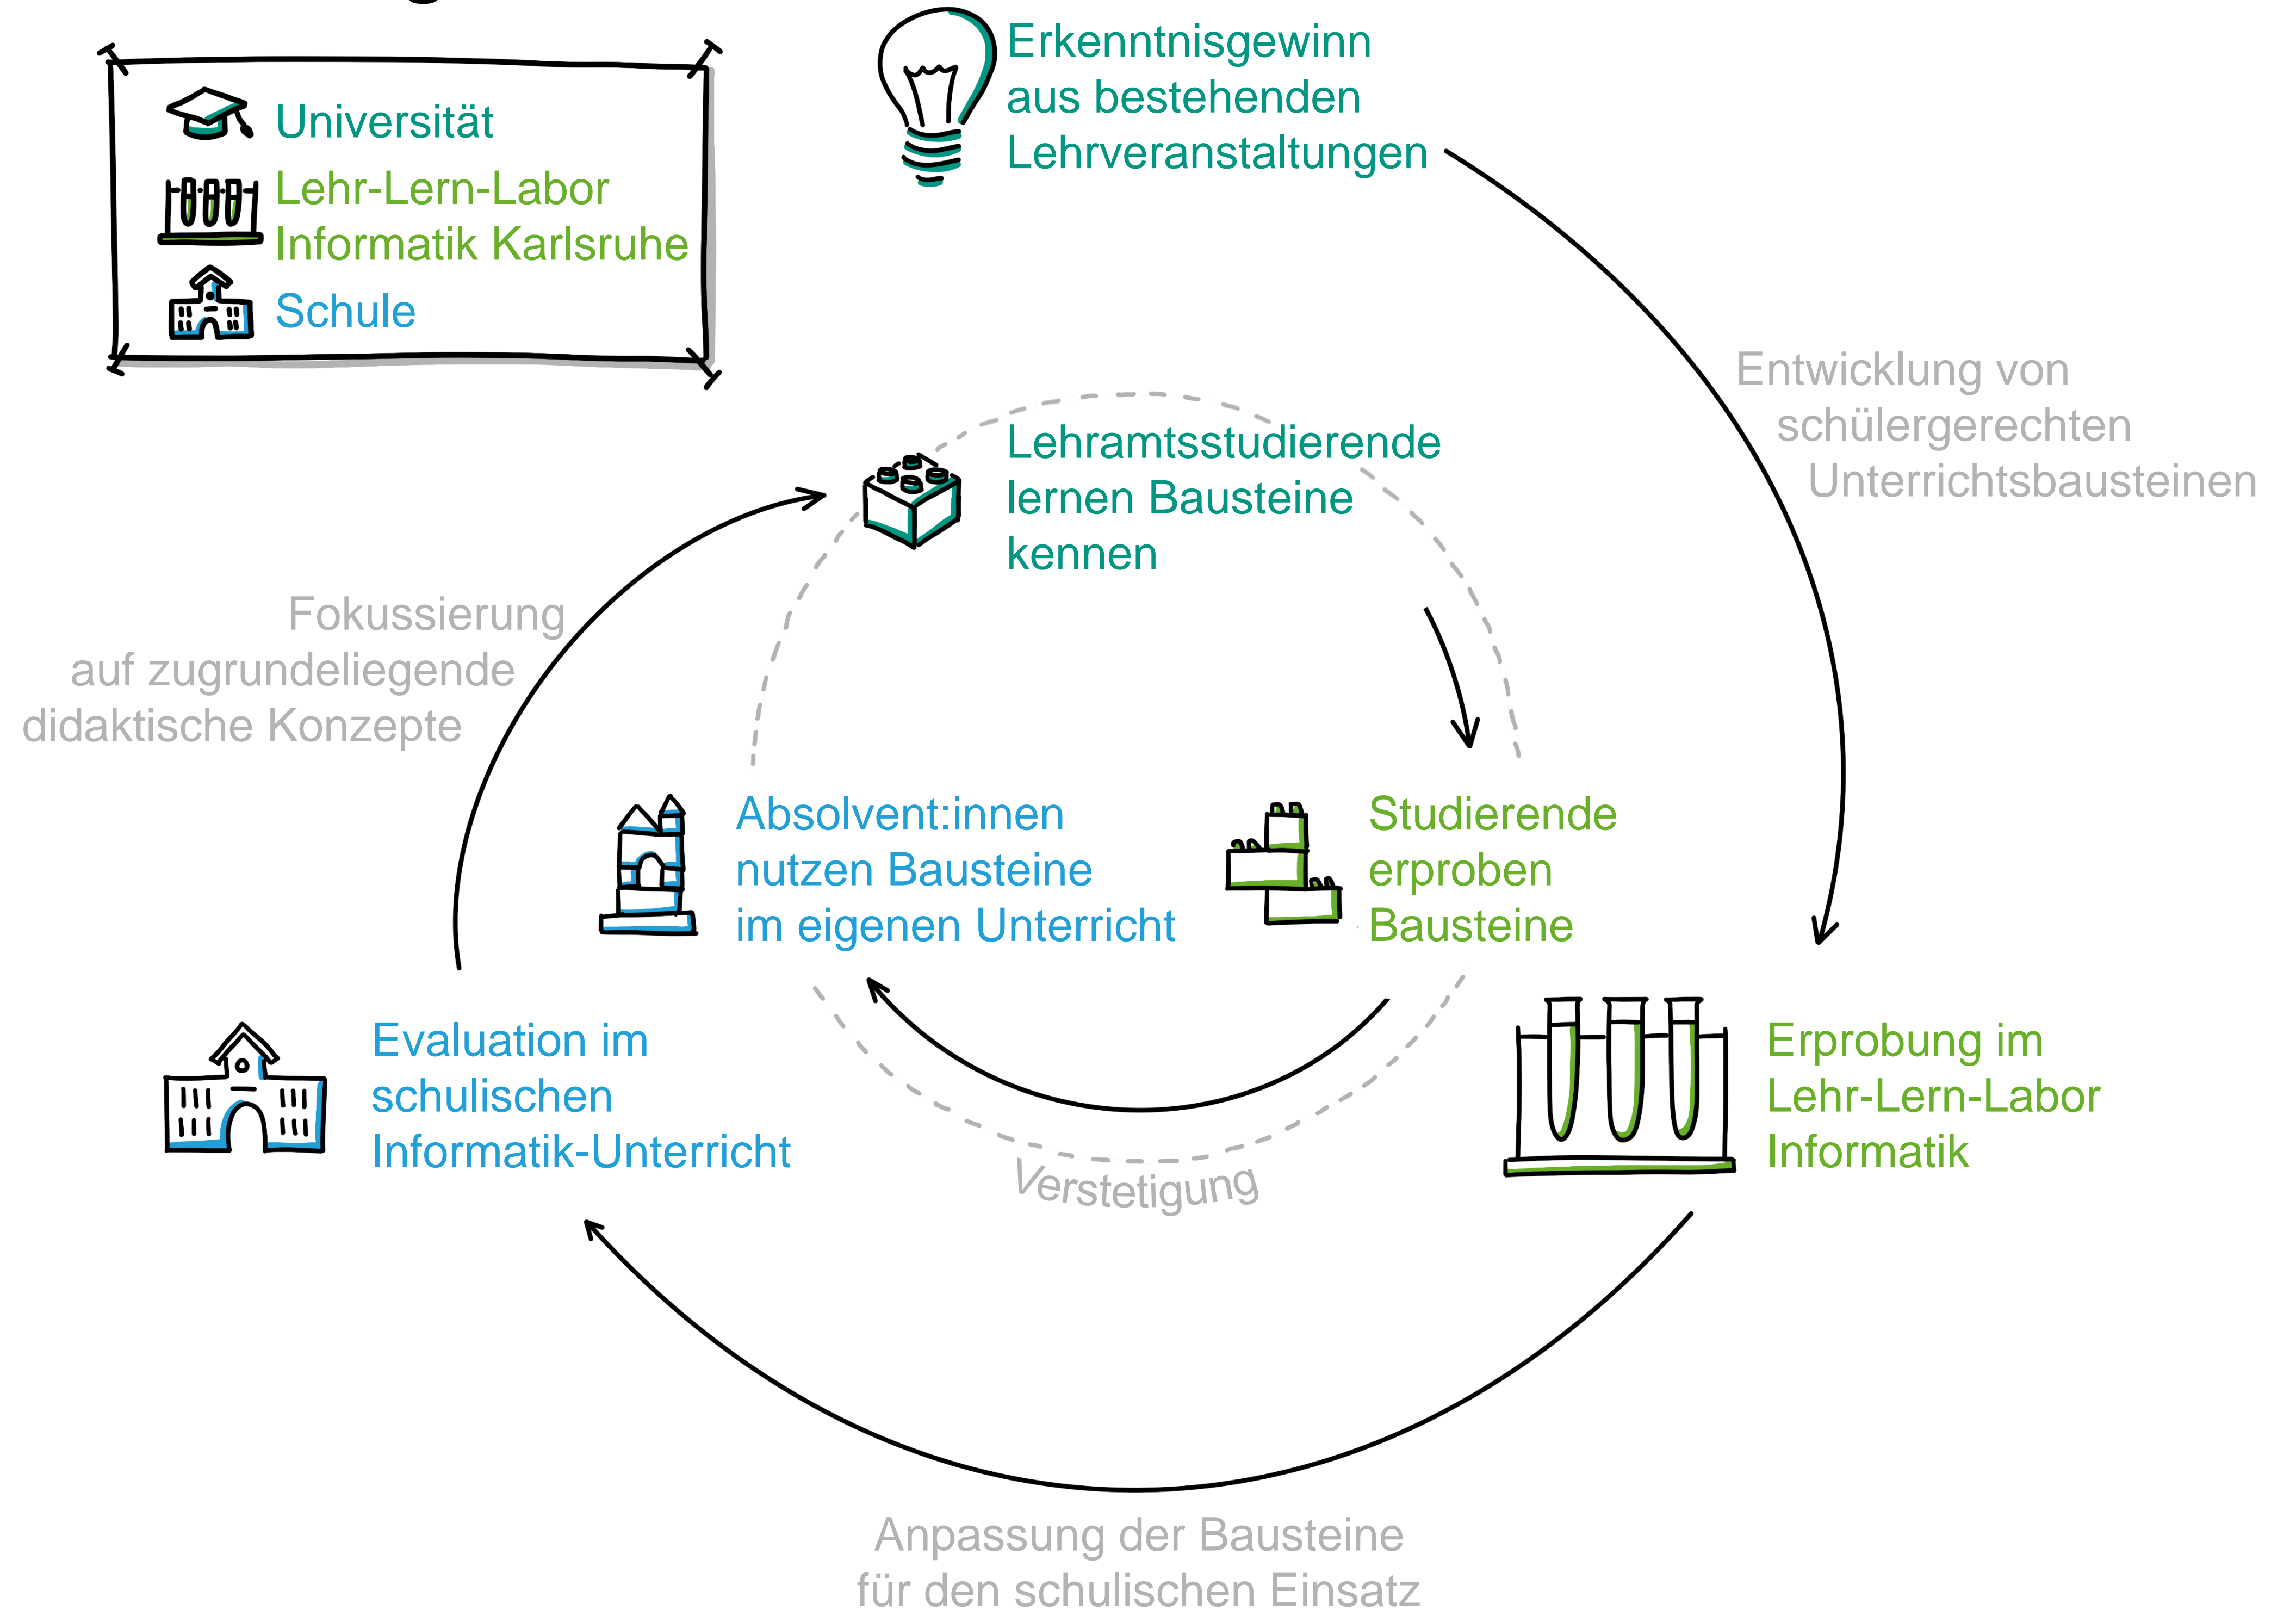 Universität
Lehr-Lern-Labor
Informatik Karlsruhe
Schule
Erkenntnisgewinn
aus bestehenden
Lehrveranstaltungen
Entwicklung von
schülergerechten
Unterrichtsbausteinen
Lehramtsstudierende
lernen Bausteine
kennen
Fokussierung
auf zugrundeliegende
didaktische Konzepte
Absolvent:innen
nutzen Bausteine
im eigenen Unterricht
Studierende
erproben
Bausteine
Evaluation im
schulischen
Informatik-Unterricht
Erprobung im
Lehr-Lern-Labor
Informatik
Verstetigung
Anpassung der Bausteine
für den schulischen Einsatz